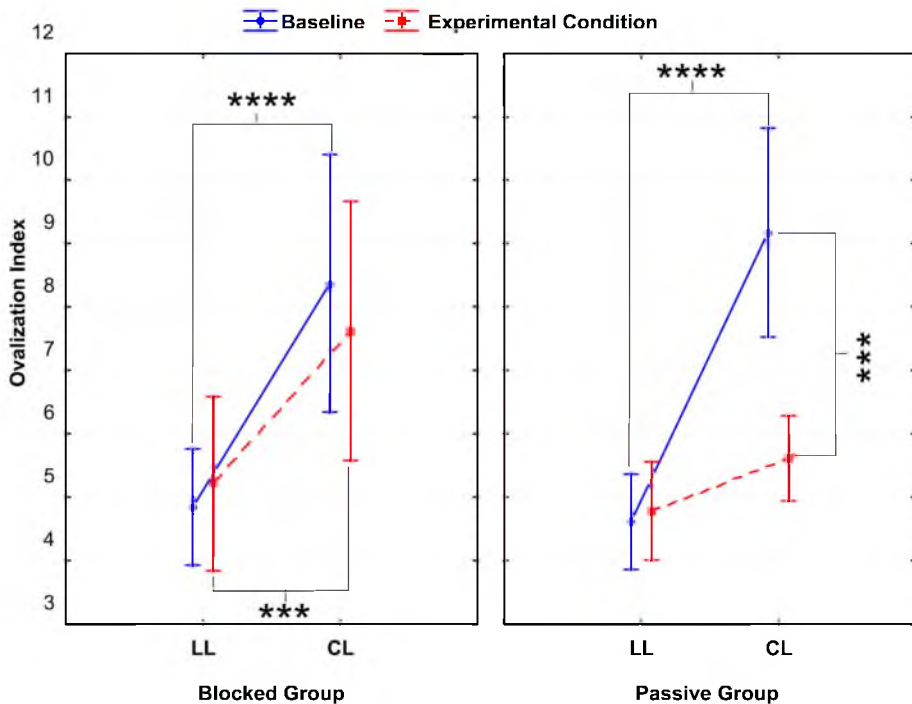 Baseline Experimental Condition
Ovalization Index
12
11
10
9
8
7
6
5
4
3
****
***
****
***
LL CL
LL CL
Blocked Group
Passive Group